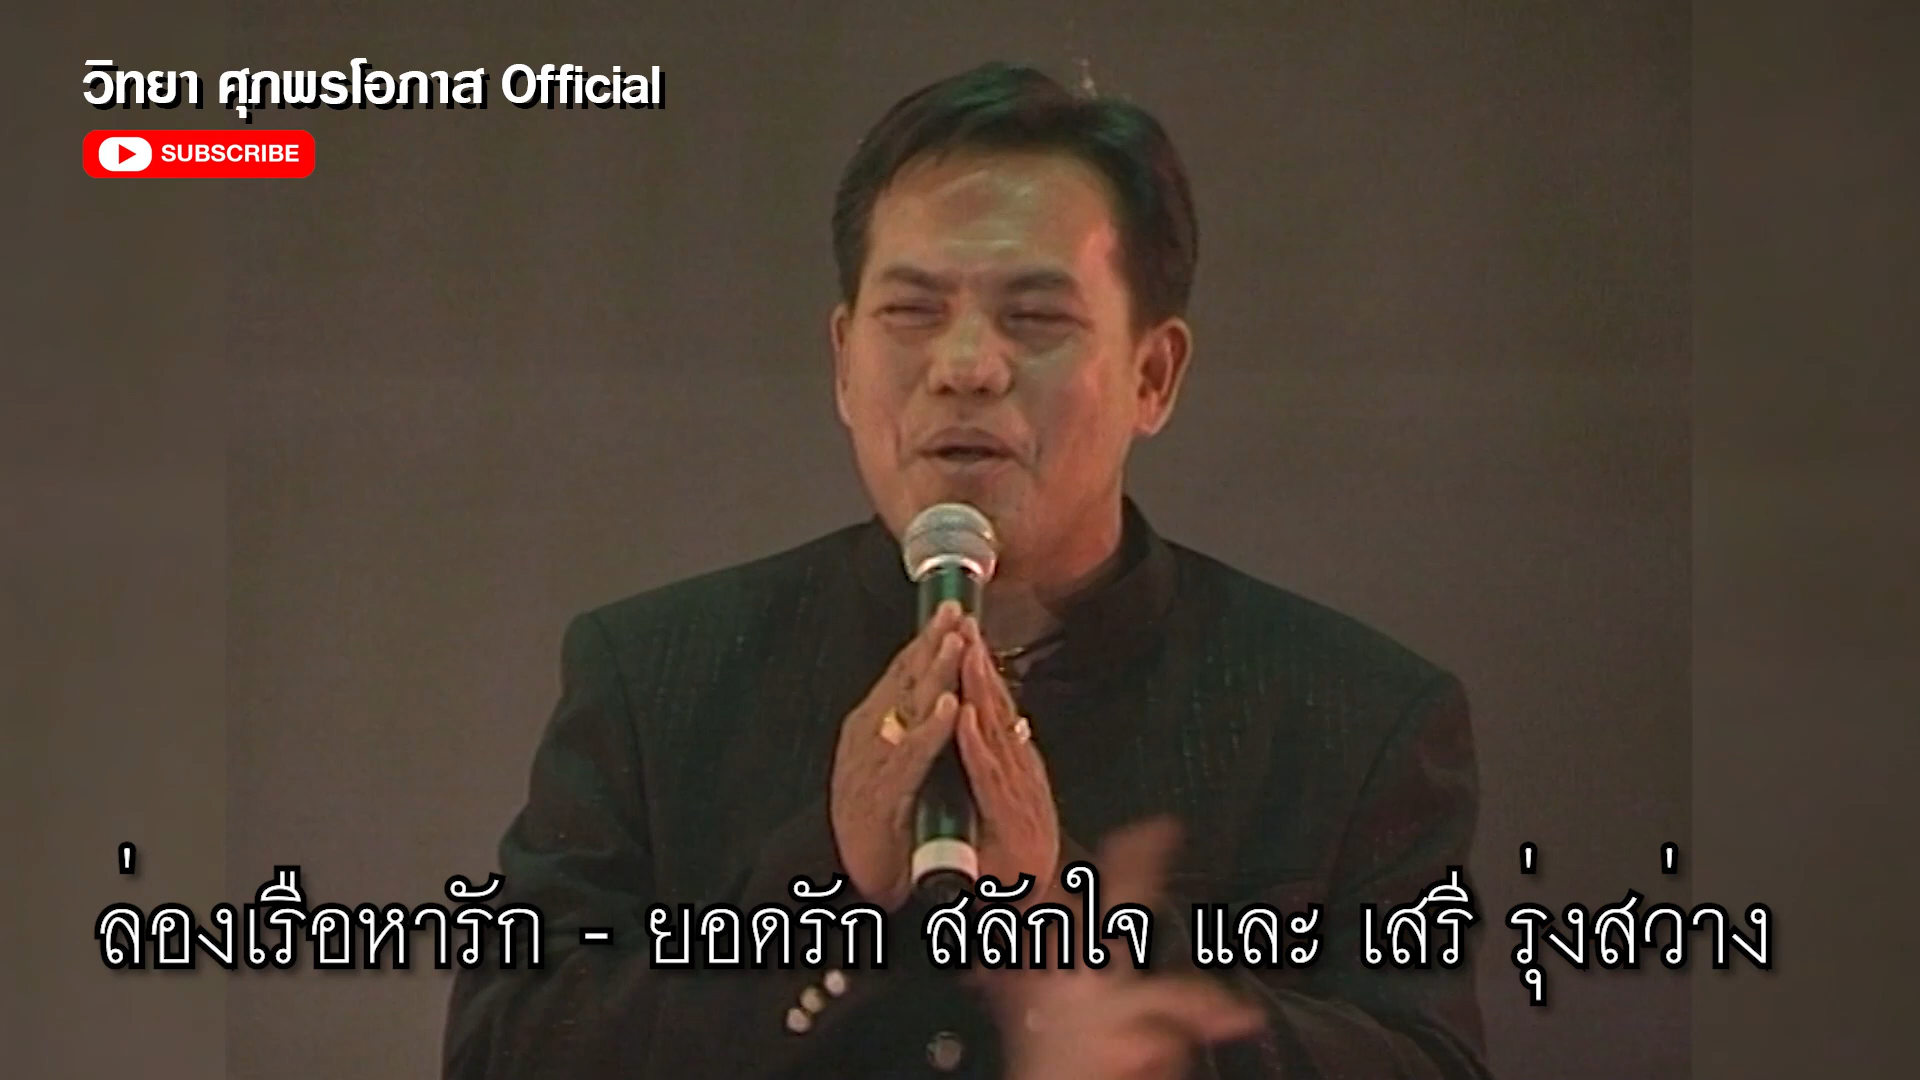 วิทยา ศุภพรโอภาส Official
SUBSCRIBE
ล่องเรือหารัก - ยอดรัก สลักใจ และ เสรี รุ่งสว่าง